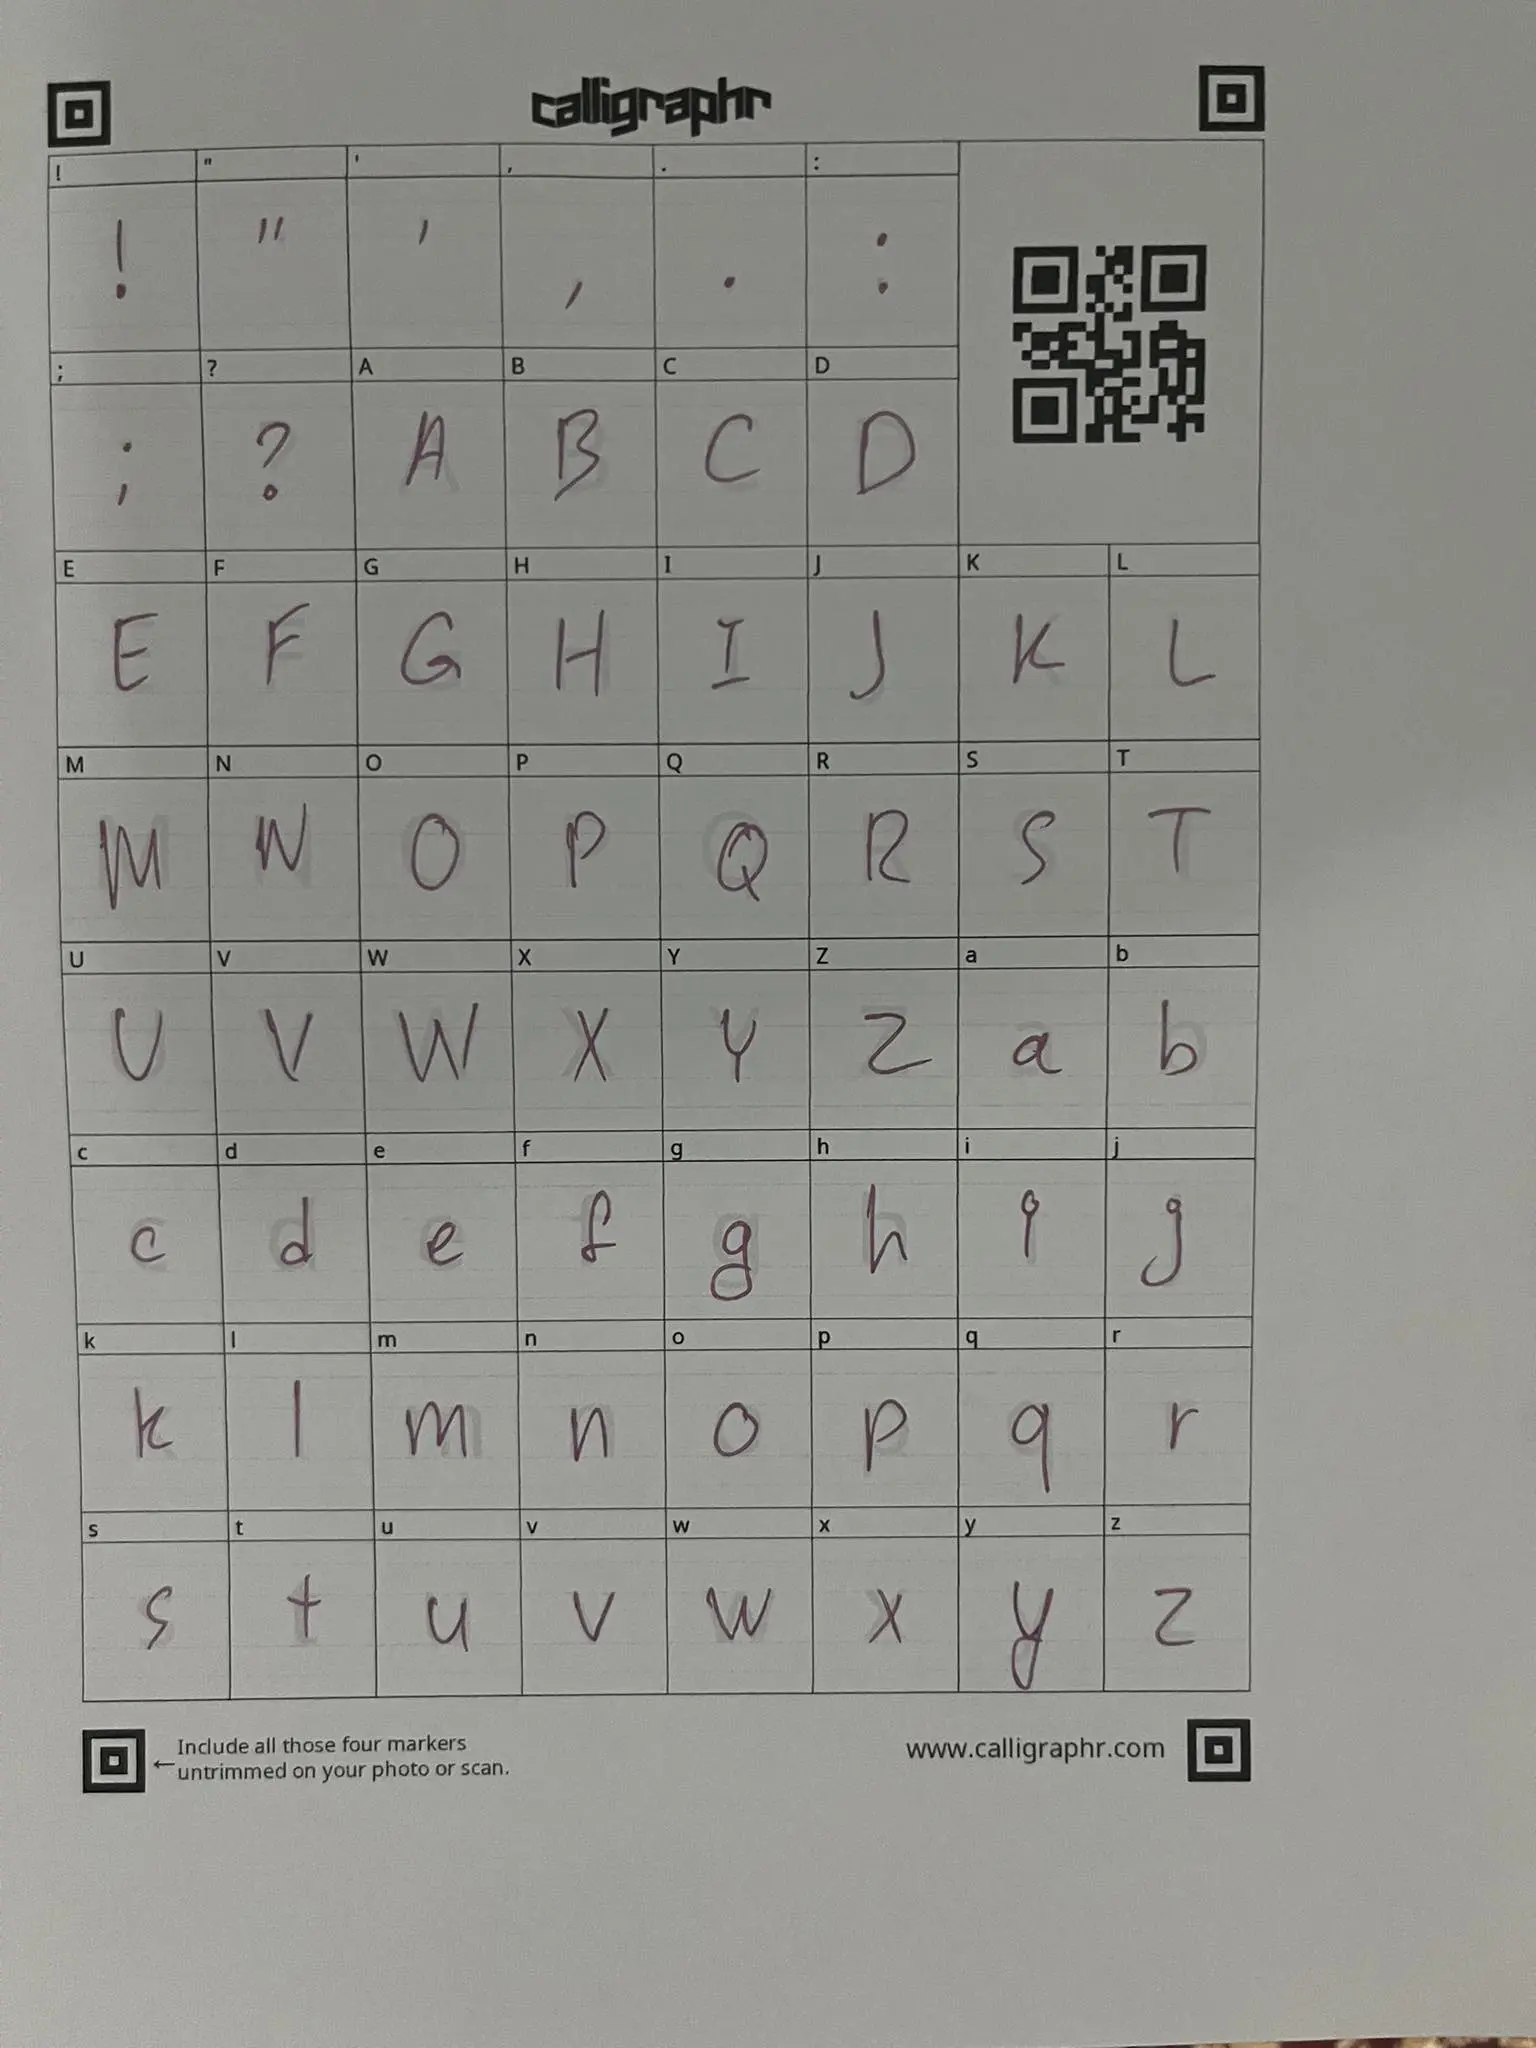 calligraphr
! " ' , . :
! " ' , . :
; ? A B C D
; ? A B C D
E F G H I J K L
E F G H I J K L
M N O P Q R S T
M N O P Q R S T
U V W X Y Z a b
U V W X Y Z a b
c d e f g h i j
c d e f g h i j
k l m n o p q r
k l m n o p q r
s t u v w x y z
s t u v w x y z
Include all those four markers
←untrimmed on your photo or scan.
www.calligraphr.com